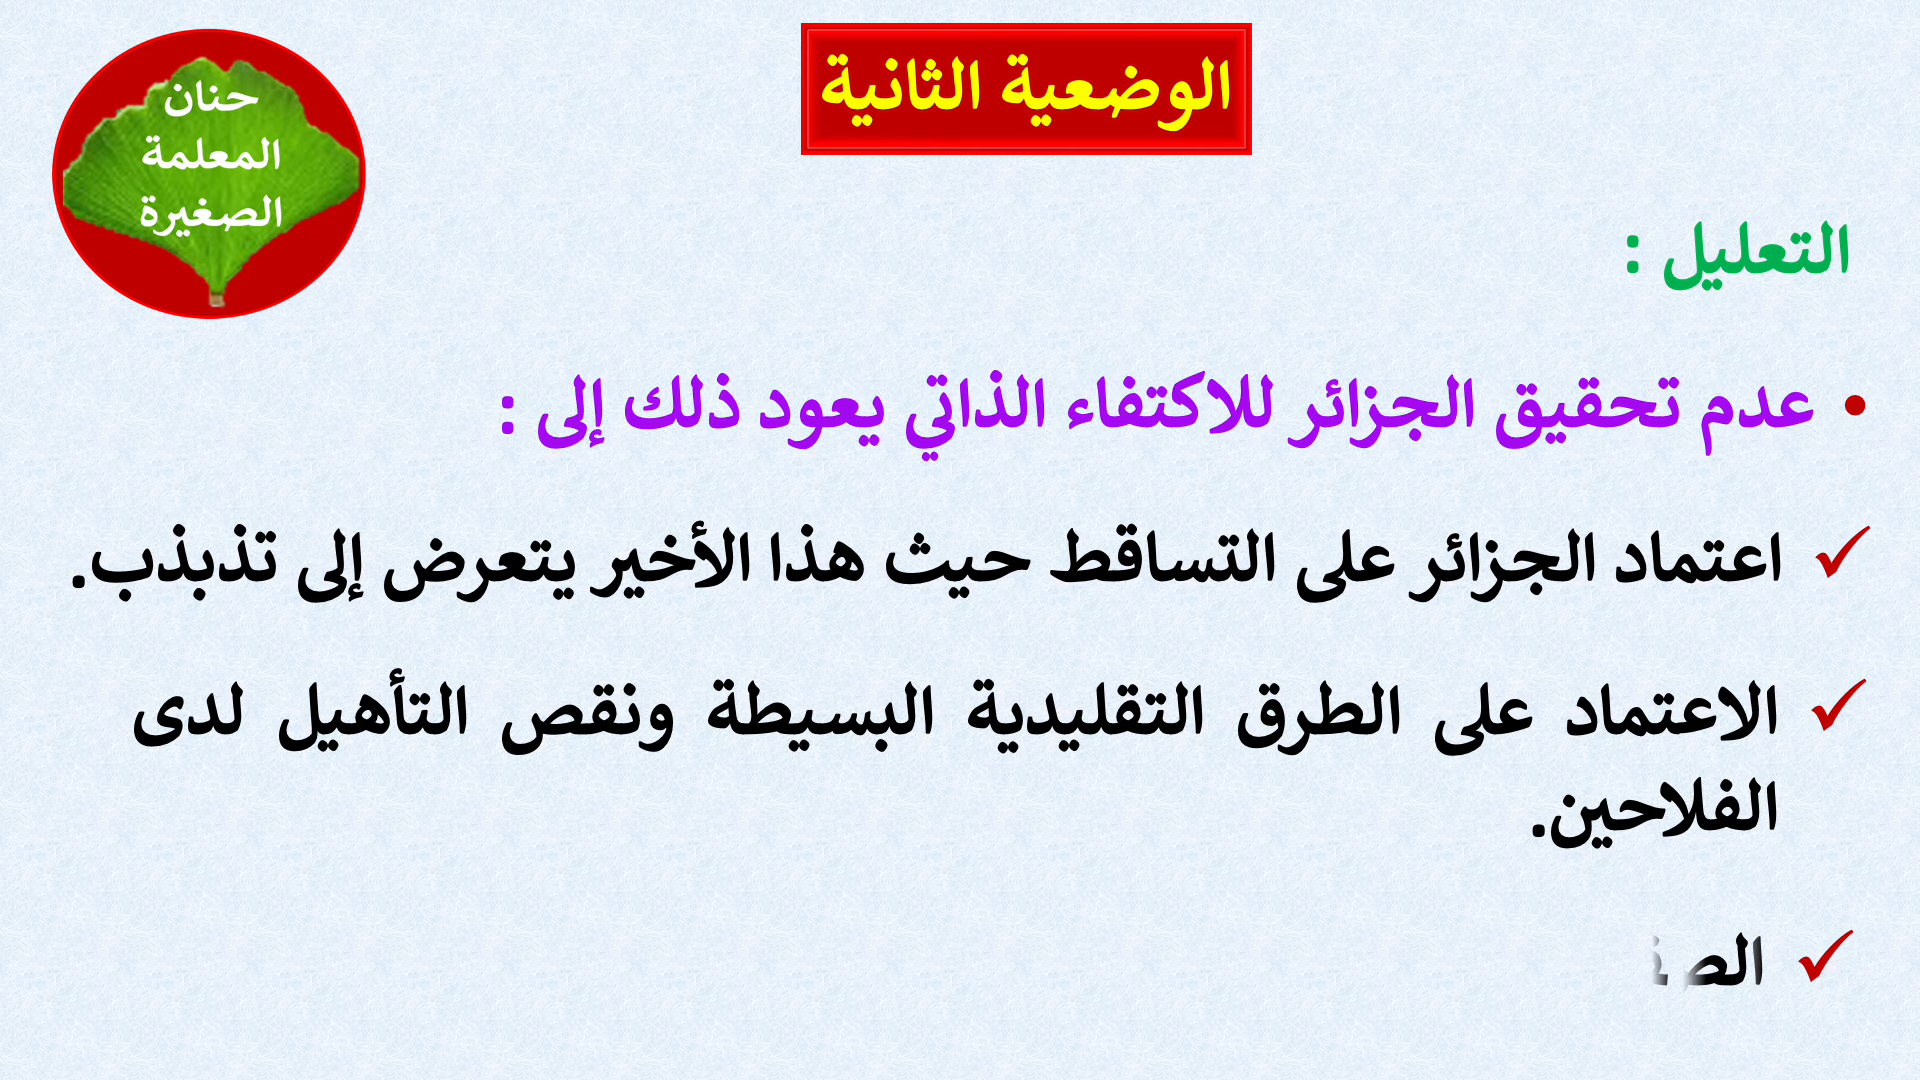 الوضعية الثانية
حنان
المعلمة
الصغيرة
التعليل :
• عدم تحقيق الجزائر للاكتفاء الذاتي يعود ذلك إلى :
✓ اعتماد الجزائر على التساقط حيث هذا الأخير يتعرض إلى تذبذب.
✓ الاعتماد على الطرق التقليدية البسيطة ونقص التأهيل لدى
الفلاحين.
✓